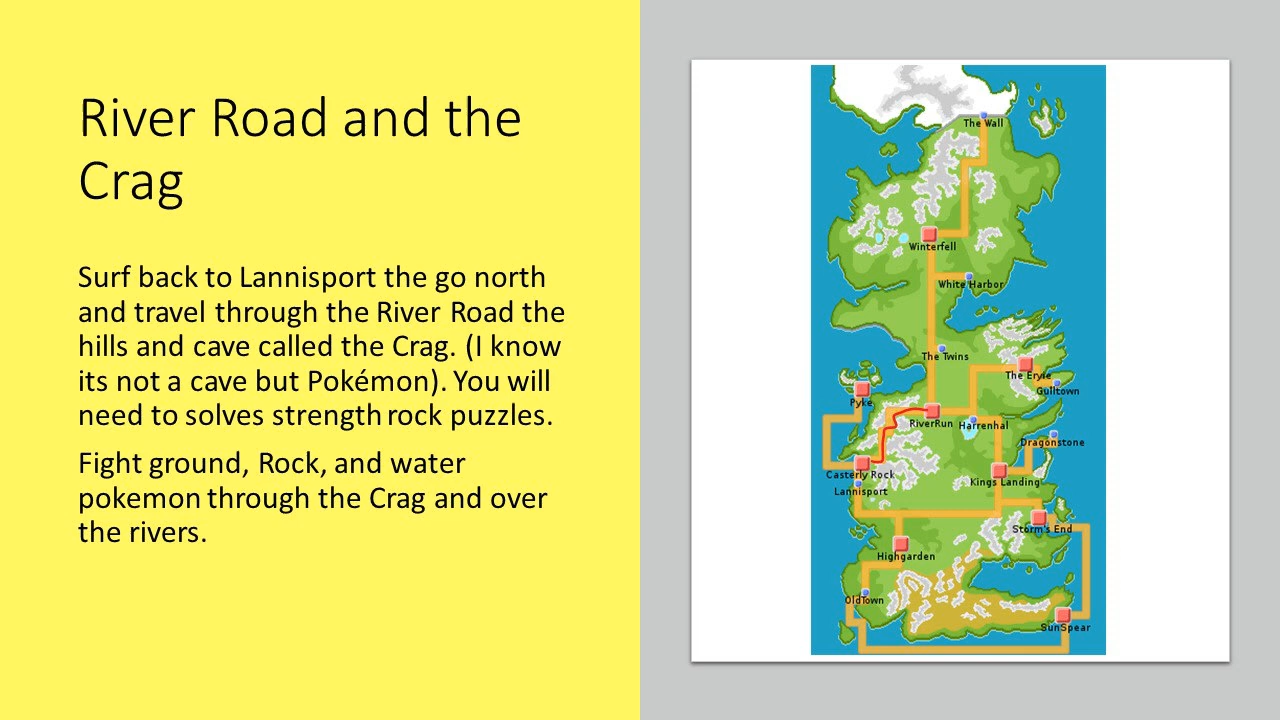 River Road and the
Crag
Surf back to Lannisport the go north
and travel through the River Road the
hills and cave called the Crag. (I know
its not a cave but Pokémon). You will
need to solves strength rock puzzles.
Fight ground, Rock, and water
pokemon through the Crag and over
the rivers.
The Wall
Winterfell
White Harbor
The Twins
The Eryie
Gulltown
Pyke
RiverRun
Harrenhal
Dragonstone
Casterly Rock
Kings Landing
Lannisport
Storm's End
Highgarden
OldTown
SunSpear